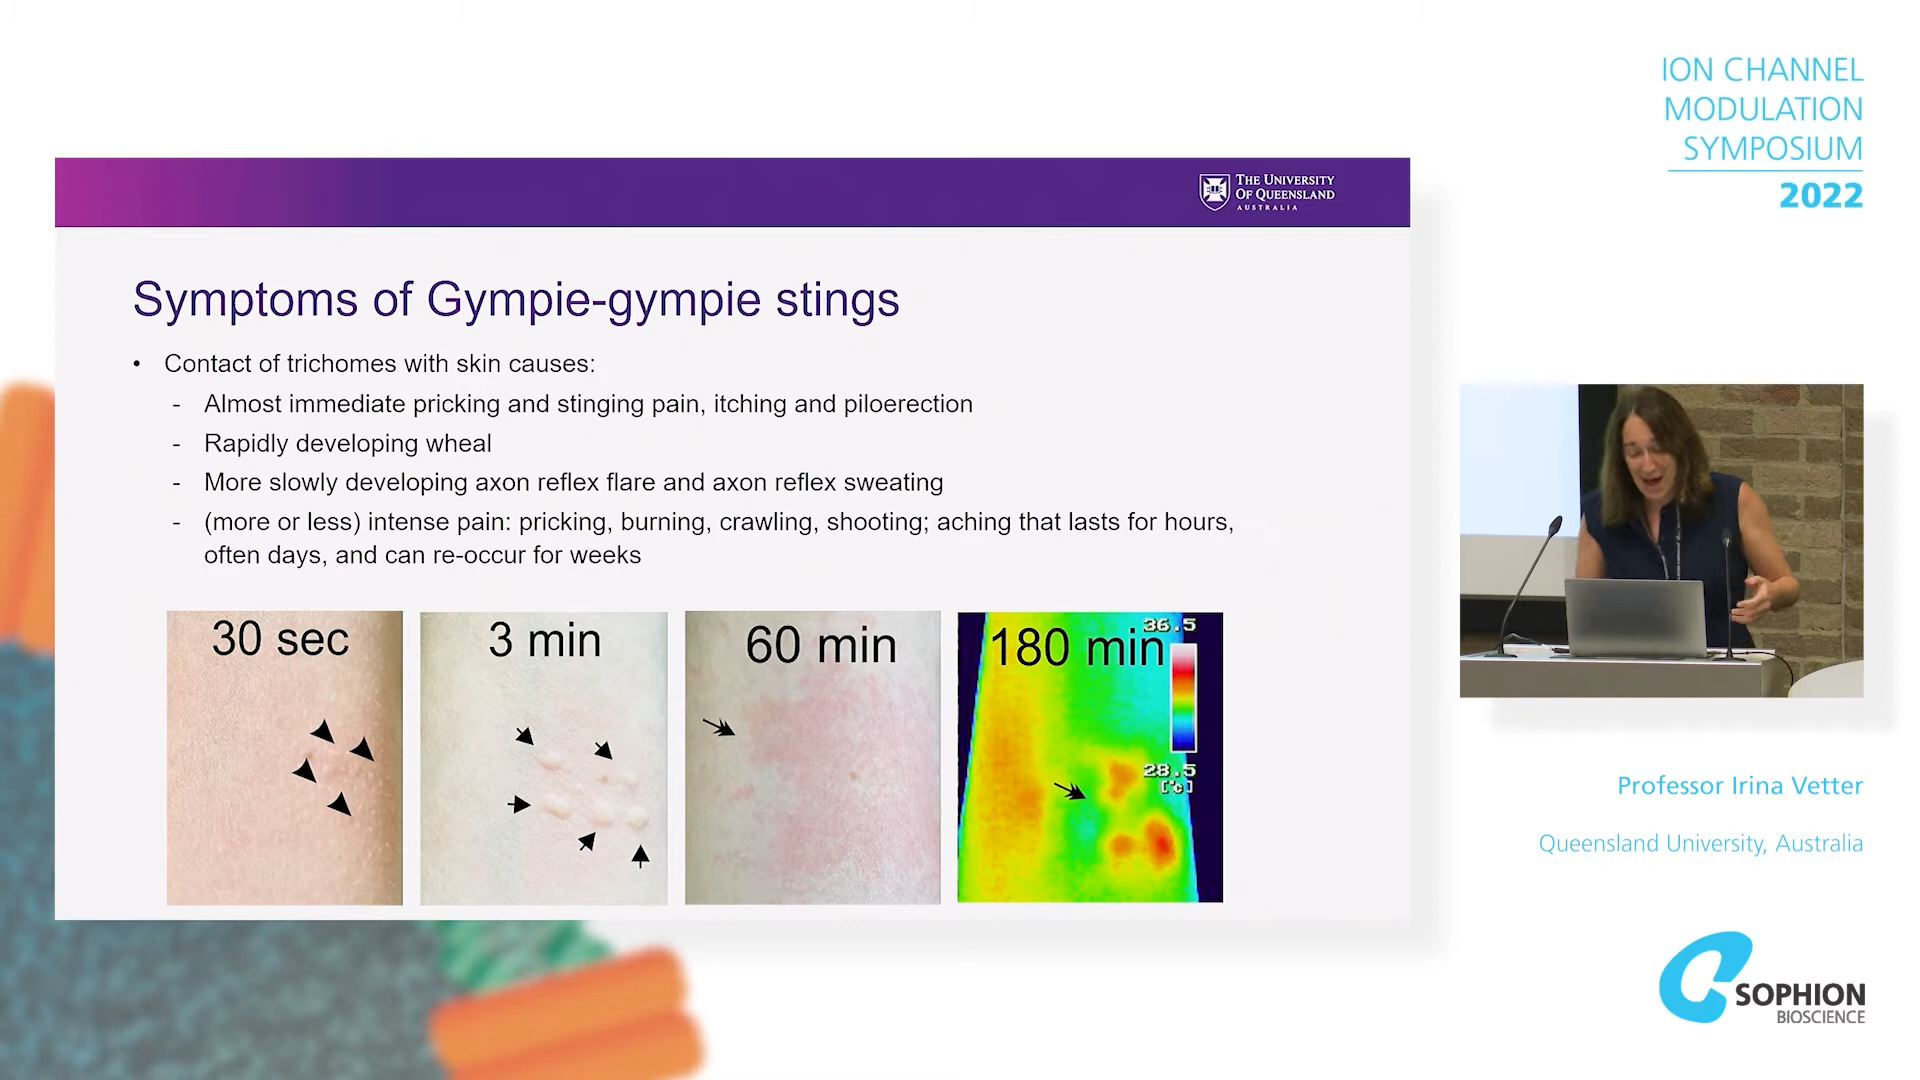 ION CHANNEL
MODULATION
SYMPOSIUM
2022
THE UNIVERSITY
OF QUEENSLAND
AUSTRALIA
Symptoms of Gympie-gympie stings
• Contact of trichomes with skin causes:
- Almost immediate pricking and stinging pain, itching and piloerection
- Rapidly developing wheal
- More slowly developing axon reflex flare and axon reflex sweating
- (more or less) intense pain: pricking, burning, crawling, shooting; aching that lasts for hours,
often days, and can re-occur for weeks
30 sec
3 min
60 min
180 min
36.5
28.5
[°c]
Professor Irina Vetter
Queensland University, Australia
SOPHION
BIOSCIENCE